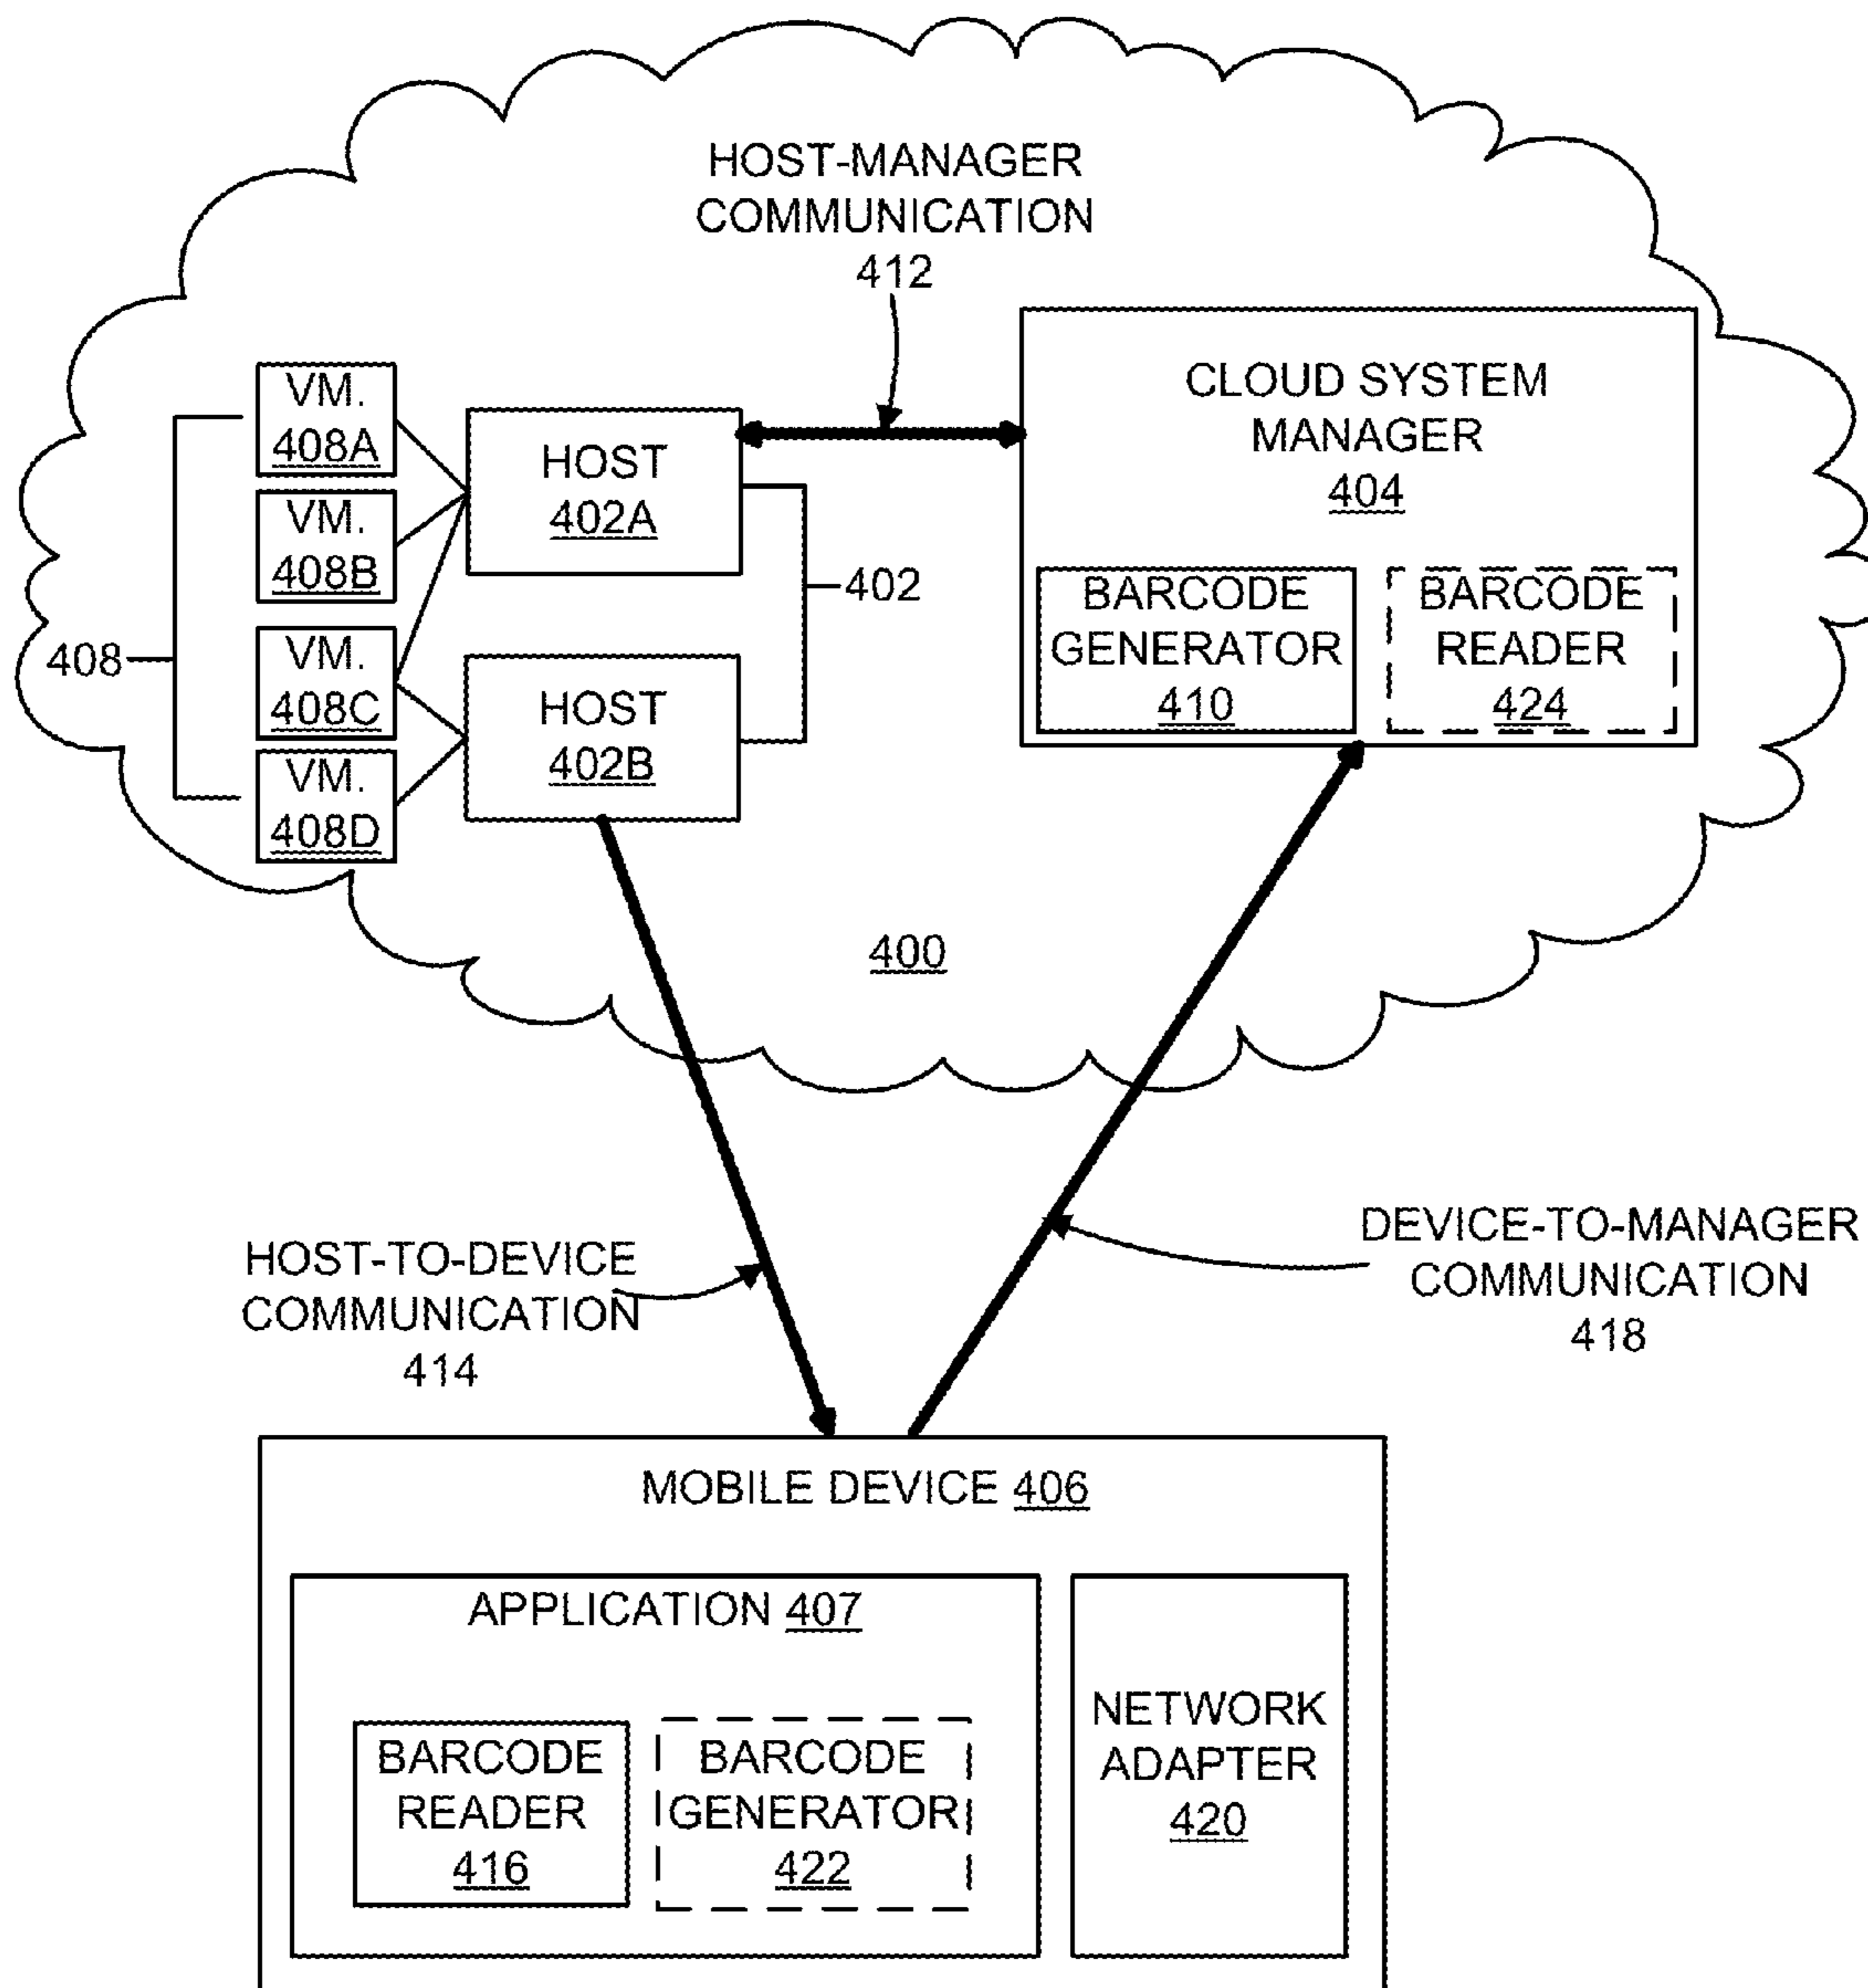 HOST-MANAGER
COMMUNICATION
412
CLOUD SYSTEM
MANAGER
404
BARCODE
GENERATOR
410
BARCODE
READER
424
VM.
408A
VM.
408B
VM.
408C
VM.
408D
408
HOST
402A
HOST
402B
402
400
HOST-TO-DEVICE
COMMUNICATION
414
DEVICE-TO-MANAGER
COMMUNICATION
418
MOBILE DEVICE 406
APPLICATION 407
BARCODE
READER
416
BARCODE
GENERATOR
422
NETWORK
ADAPTER
420